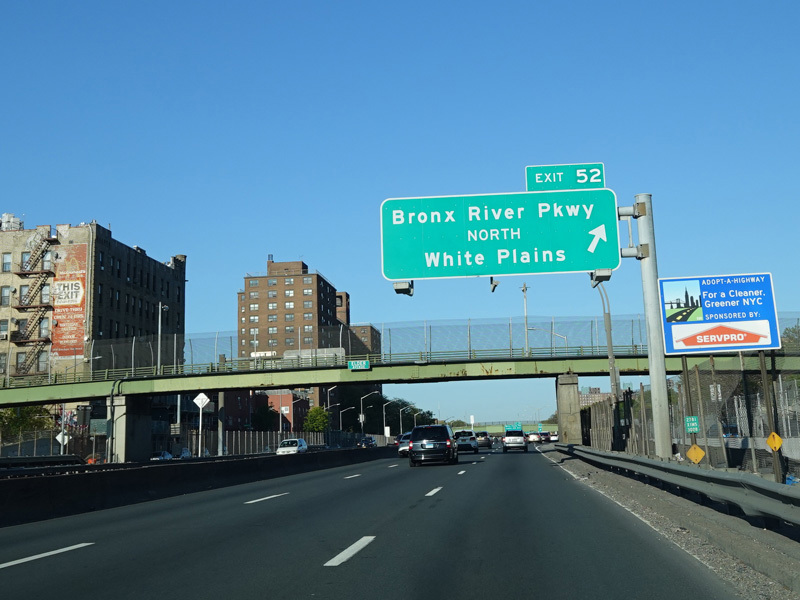 EXIT 52
Bronx River Pkwy
NORTH
White Plains
ADOPT-A-HIGHWAY
For a Cleaner,
Greener NYC
SPONSORED BY:
SERVPRO
THIS
EXIT